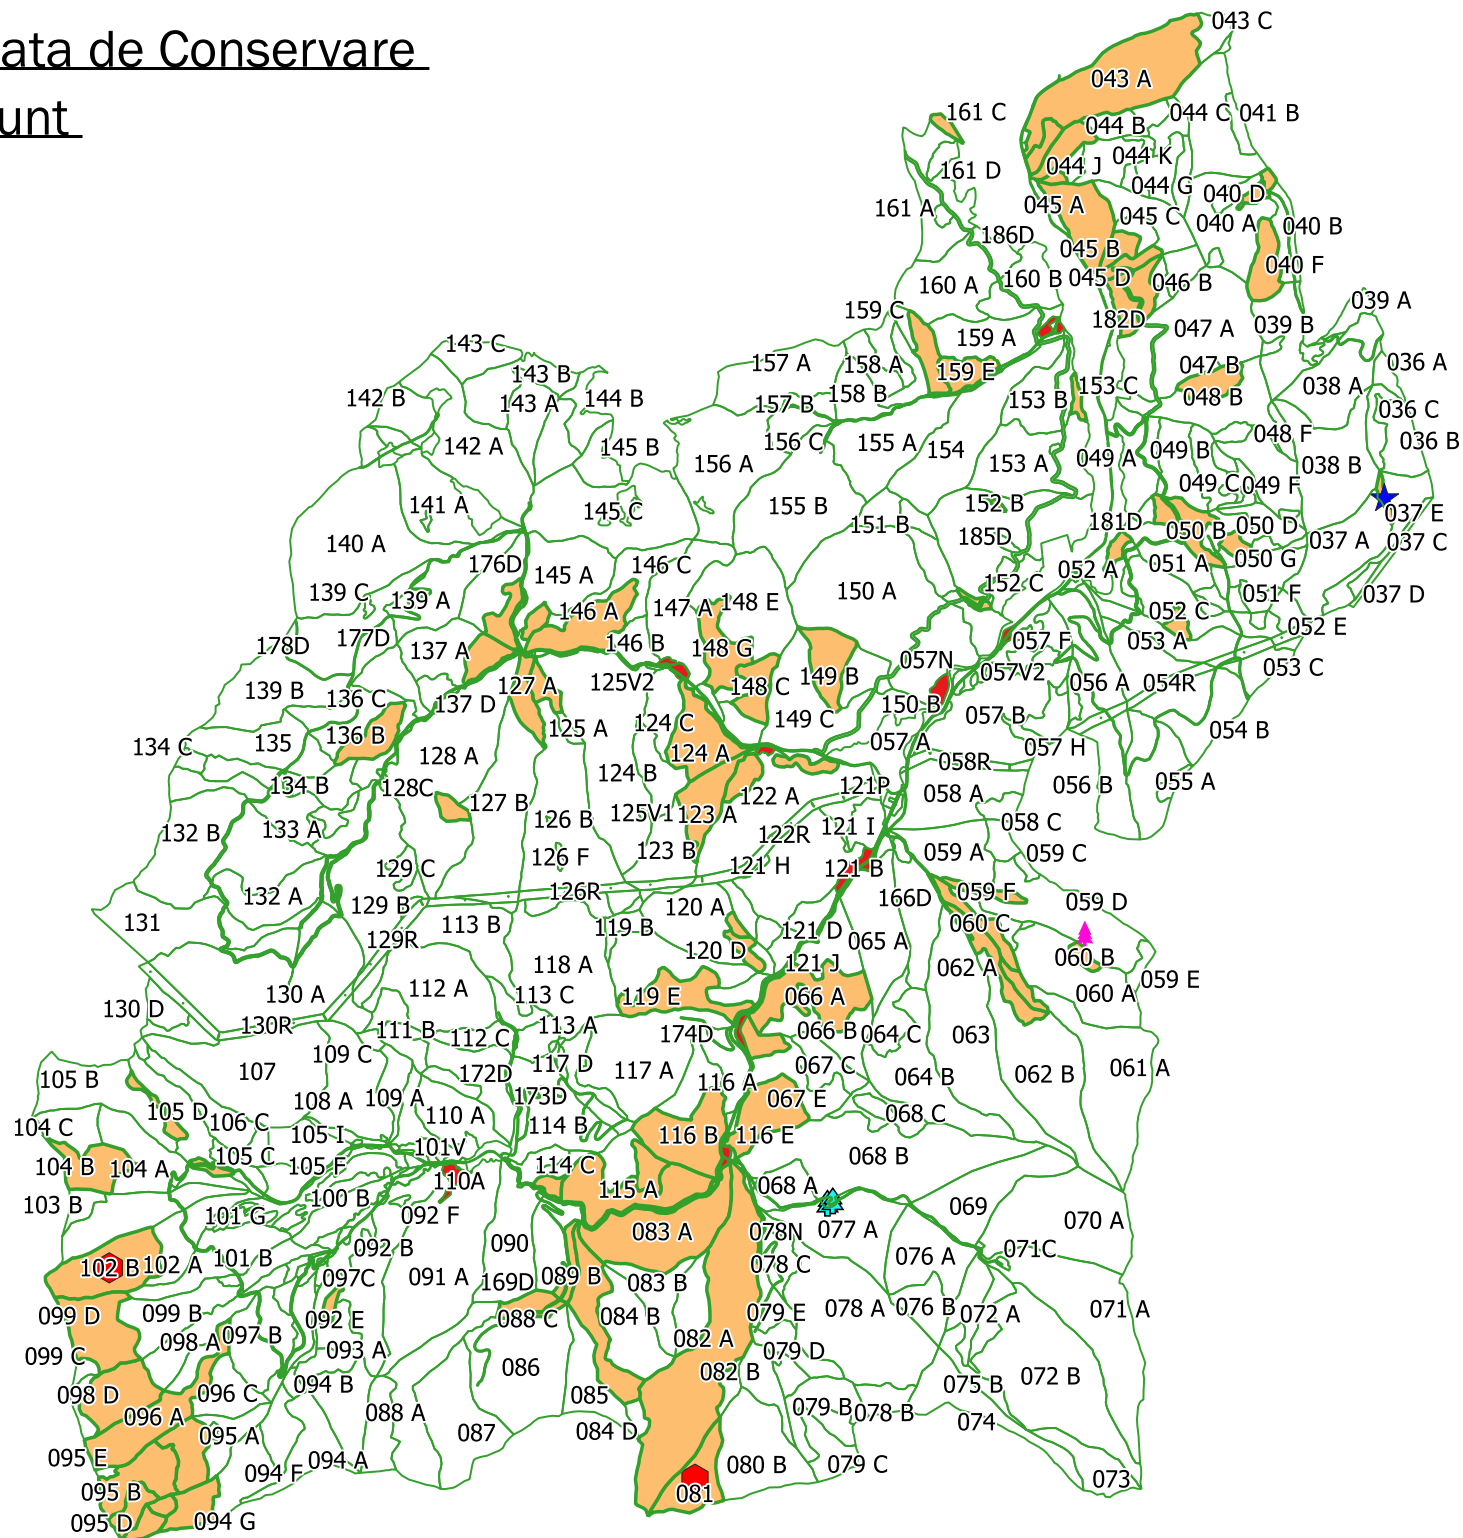 ata de Conservare
unt
043 C
043 A
161 C
044 C
041 B
044 B
044 J
044 K
161 D
044 G
040 D
161 A
045 A
045 C
040 A
040 B
186D
045 B
040 F
160 A
160 B
045 D
046 B
039 A
159 C
182D
047 A
039 B
159 A
143 C
157 A
158 A
159 E
047 B
036 A
143 B
153 C
038 A
142 B
143 A
144 B
157 B
158 B
153 B
048 B
036 C
142 A
145 B
156 C
155 A
154
048 F
036 B
156 A
153 A
049 A
049 B
038 B
141 A
145 C
155 B
152 B
049 C
049 F
151 B
185D
181D
050 B
050 D
037 E
140 A
037 A
037 C
176D
145 A
146 C
052 A
051 A
050 G
139 C
139 A
150 A
152 C
051 F
037 D
146 A
147 A
148 E
052 C
178D
177D
137 A
146 B
148 G
057 F
053 A
052 E
139 B
136 C
127 A
125V2
148 C
149 B
057N
057V2
056 A
054R
053 C
137 D
150 B
134 C
135
136 B
125 A
124 C
149 C
057 B
054 B
128 A
124 A
057 A
057 H
134 B
128C
124 B
058R
056 B
055 A
127 B
122 A
121P
058 A
132 B
133 A
126 B
125V1
123 A
122R
121 I
058 C
129 C
126 F
123 B
121 H
121 B
059 A
059 C
132 A
129 B
126R
120 A
166D
059 F
059 D
131
113 B
119 B
121 D
060 C
129R
120 D
065 A
118 A
121 J
062 A
060 B
059 E
130 D
130 A
112 A
113 C
119 E
066 A
060 A
130R
111 B
112 C
113 A
174D
066 B
064 C
063
109 C
117 D
067 C
061 A
105 B
107
172D
117 A
116 A
064 B
062 B
108 A
109 A
173D
067 E
104 C
105 D
106 C
110 A
114 B
068 C
105 I
101V
116 B
116 E
104 B
104 A
105 C
105 F
114 C
068 B
110A
115 A
068 A
103 B
100 B
101 G
092 F
083 A
078N
077 A
069
070 A
102 B
102 A
101 B
092 B
090
076 A
071C
097C
091 A
169D
089 B
083 B
078 C
099 D
099 B
092 E
088 C
084 B
079 E
078 A
076 B
072 A
071 A
098 A
097 B
082 A
099 C
093 A
079 D
086
082 B
098 D
096 C
094 B
085
075 B
072 B
096 A
088 A
079 B
078 B
095 A
087
084 D
074
095 E
094 F
094 A
080 B
079 C
073
095 B
081
095 D
094 G